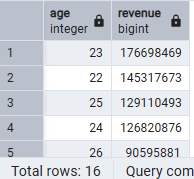 age revenue
integer bigint
1 23 176698469
2 22 145317673
3 25 129110493
4 24 126820876
5 26 90595881
Total rows: 16 Query com